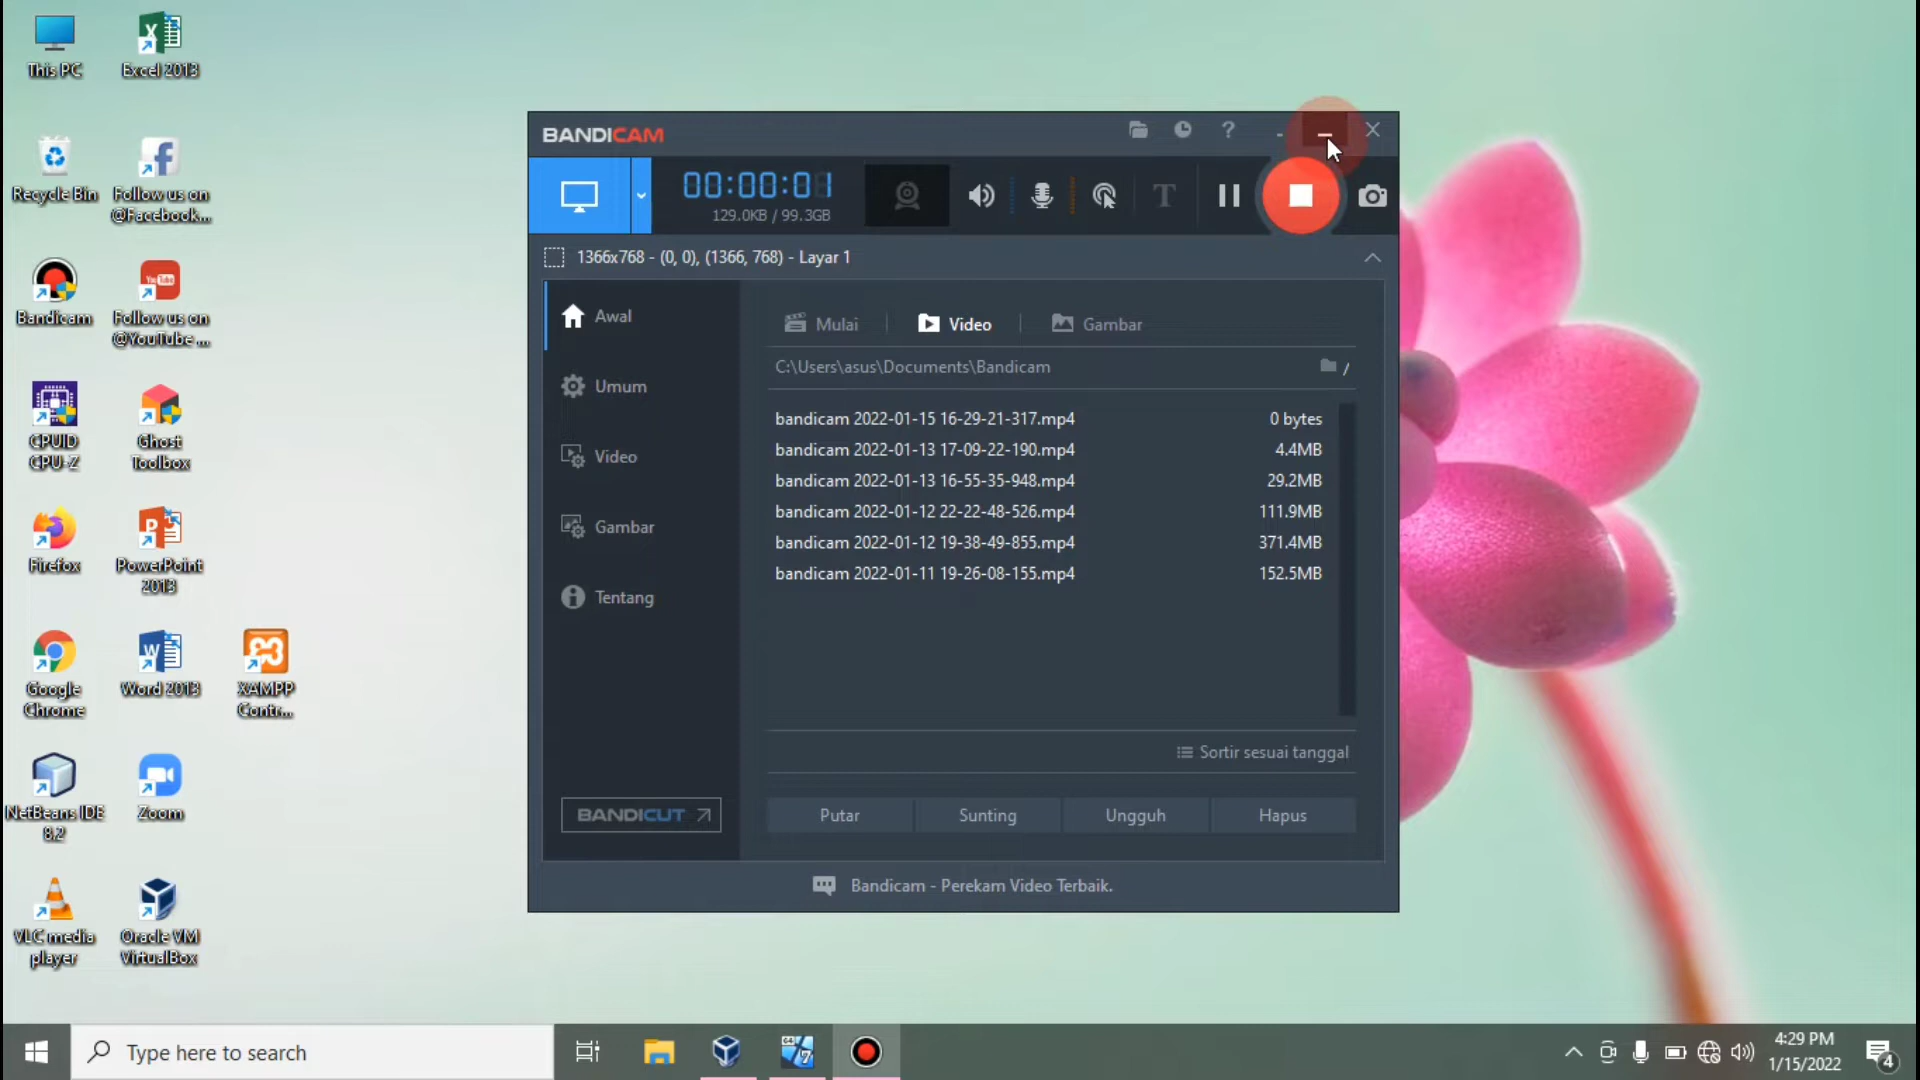 This PC
Excel 2013
Recycle Bin
Follow us on
@Facebook...
Bandicam
Follow us on
@YouTube ...
CPUID
CPU-Z
Ghost
Toolbox
Firefox
PowerPoint
2013
Google
Chrome
Word 2013
XAMPP
Contr...
NetBeans IDE
8.2
Zoom
VLC media
player
Oracle VM
VirtualBox
BANDICAM
00:00:01
129.0KB / 99.3GB
1366x768 - (0, 0), (1366, 768) - Layar 1
Awal
Umum
Video
Gambar
Tentang
BANDICUT
Mulai
Video
Gambar
C:\Users\asus\Documents\Bandicam
/
bandicam 2022-01-15 16-29-21-317.mp4 0 bytes
bandicam 2022-01-13 17-09-22-190.mp4 4.4MB
bandicam 2022-01-13 16-55-35-948.mp4 29.2MB
bandicam 2022-01-12 22-22-48-526.mp4 111.9MB
bandicam 2022-01-12 19-38-49-855.mp4 371.4MB
bandicam 2022-01-11 19-26-08-155.mp4 152.5MB
Sortir sesuai tanggal
Putar Sunting Ungguh Hapus
Bandicam - Perekam Video Terbaik.
Type here to search
64
7
4:29 PM
1/15/2022
4